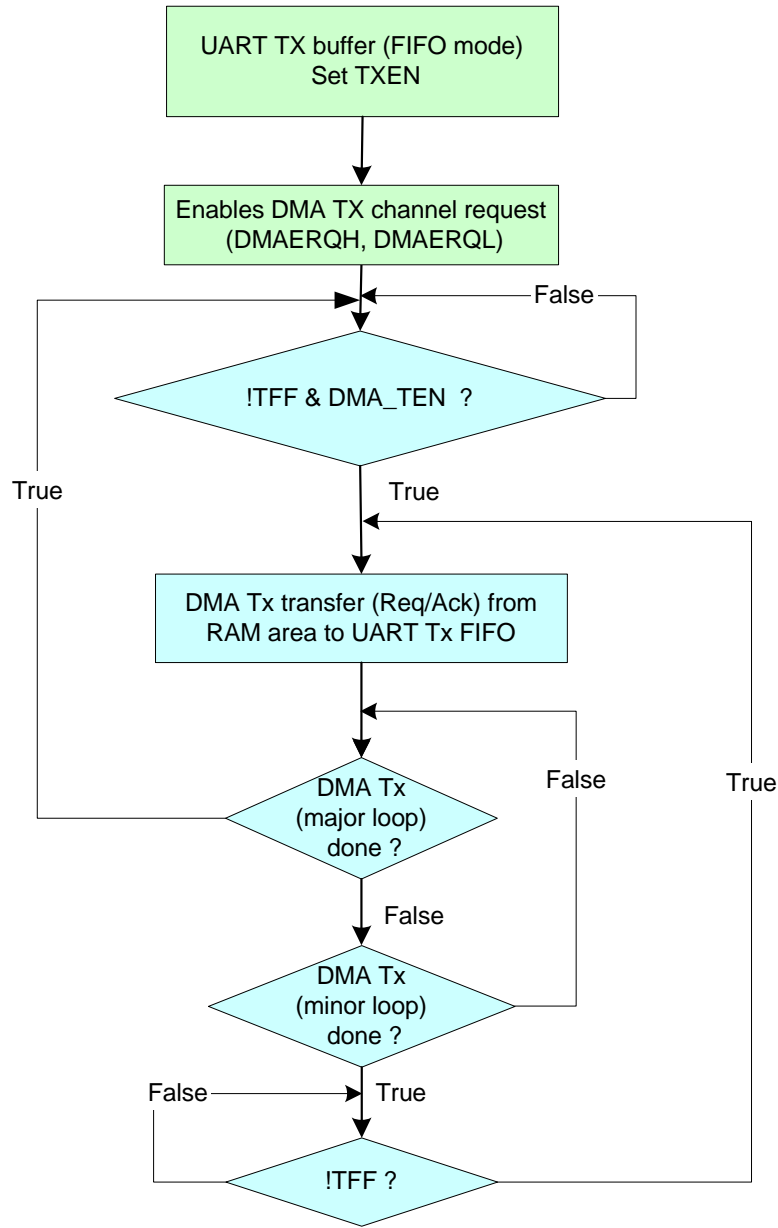 UART TX buffer (FIFO mode)
Set TXEN
Enables DMA TX channel request
(DMAERQH, DMAERQL)
False
!TFF & DMA_TEN ?
True
True
DMA Tx transfer (Req/Ack) from
RAM area to UART Tx FIFO
DMA Tx
(major loop)
done ?
False
True
False
DMA Tx
(minor loop)
done ?
False
True
!TFF ?